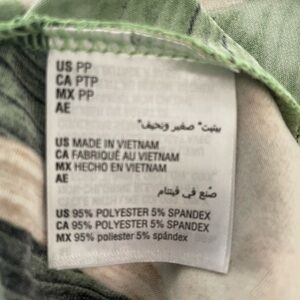 US PP
CA PTP
MX PP
AE
بيتيت "صغير ونحيف"
US MADE IN VIETNAM
CA FABRIQUÉ AU VIETNAM
MX HECHO EN VIETNAM
AE
صُنع في فيتنام
US 95% POLYESTER 5% SPANDEX
CA 95% POLYESTER 5% SPANDEX
MX 95% poliester 5% spándex